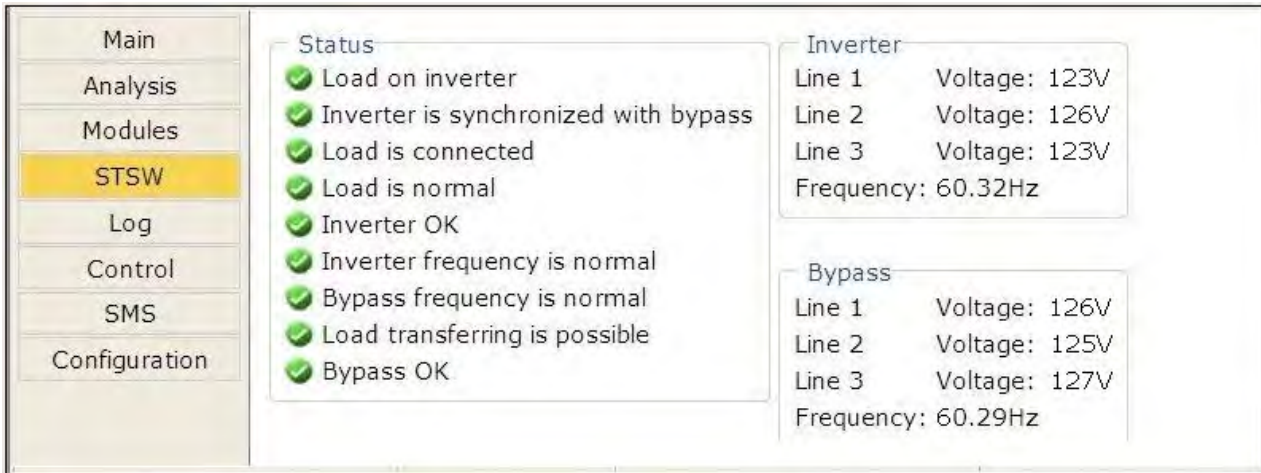 Main
Analysis
Modules
STSW
Log
Control
SMS
Configuration
Status
Load on inverter
Inverter is synchronized with bypass
Load is connected
Load is normal
Inverter OK
Inverter frequency is normal
Bypass frequency is normal
Load transferring is possible
Bypass OK
Inverter
Line 1 Voltage: 123V
Line 2 Voltage: 126V
Line 3 Voltage: 123V
Frequency: 60.32Hz
Bypass
Line 1 Voltage: 126V
Line 2 Voltage: 125V
Line 3 Voltage: 127V
Frequency: 60.29Hz